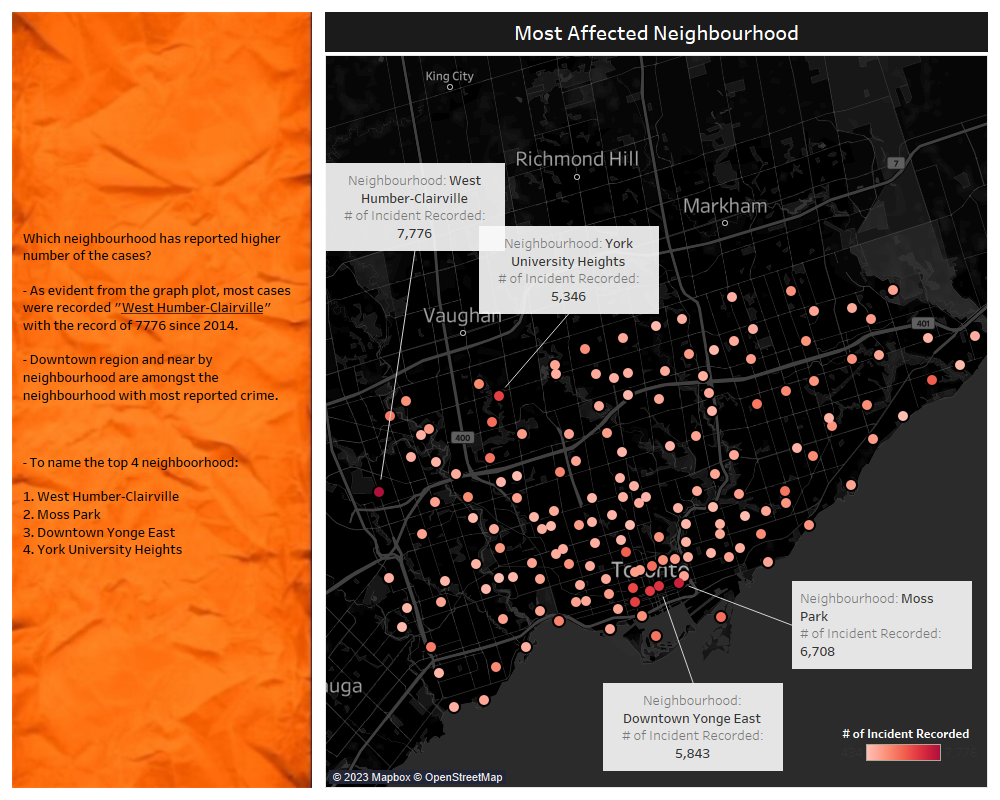 Most Affected Neighbourhood
Which neighbourhood has reported higher
number of the cases?
- As evident from the graph plot, most cases
were recorded "West Humber-Clairville"
with the record of 7776 since 2014.
- Downtown region and near by
neighbourhood are amongst the
neighbourhood with most reported crime.
- To name the top 4 neighboorhood:
1. West Humber-Clairville
2. Moss Park
3. Downtown Yonge East
4. York University Heights
King City
Richmond Hill
7
Markham
Neighbourhood: West
Humber-Clairville
# of Incident Recorded:
7,776
Neighbourhood: York
University Heights
# of Incident Recorded:
5,346
Vaughan
401
400
Toronto
Neighbourhood: Moss
Park
# of Incident Recorded:
6,708
auga
Neighbourhood:
Downtown Yonge East
# of Incident Recorded:
5,843
# of Incident Recorded
© 2023 Mapbox © OpenStreetMap